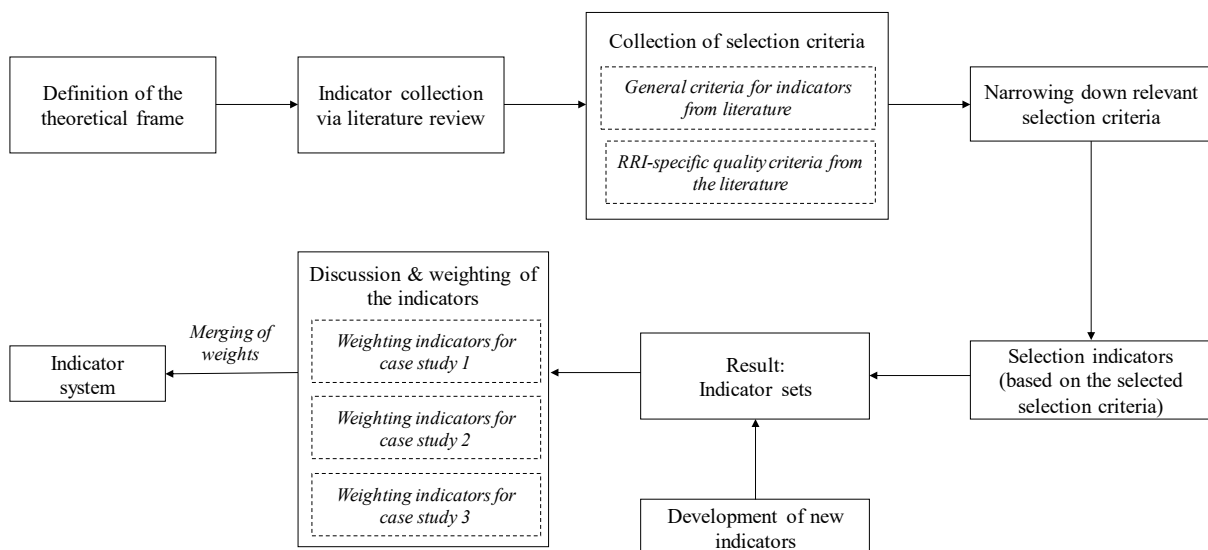 Definition of the
theoretical frame
Indicator collection
via literature review
Collection of selection criteria
General criteria for indicators
from literature
RRI-specific quality criteria from
the literature
Narrowing down relevant
selection criteria
Selection indicators
(based on the selected
selection criteria)
Result:
Indicator sets
Development of new
indicators
Discussion & weighting of
the indicators
Weighting indicators for
case study 1
Weighting indicators for
case study 2
Weighting indicators for
case study 3
Merging of
weights
Indicator
system